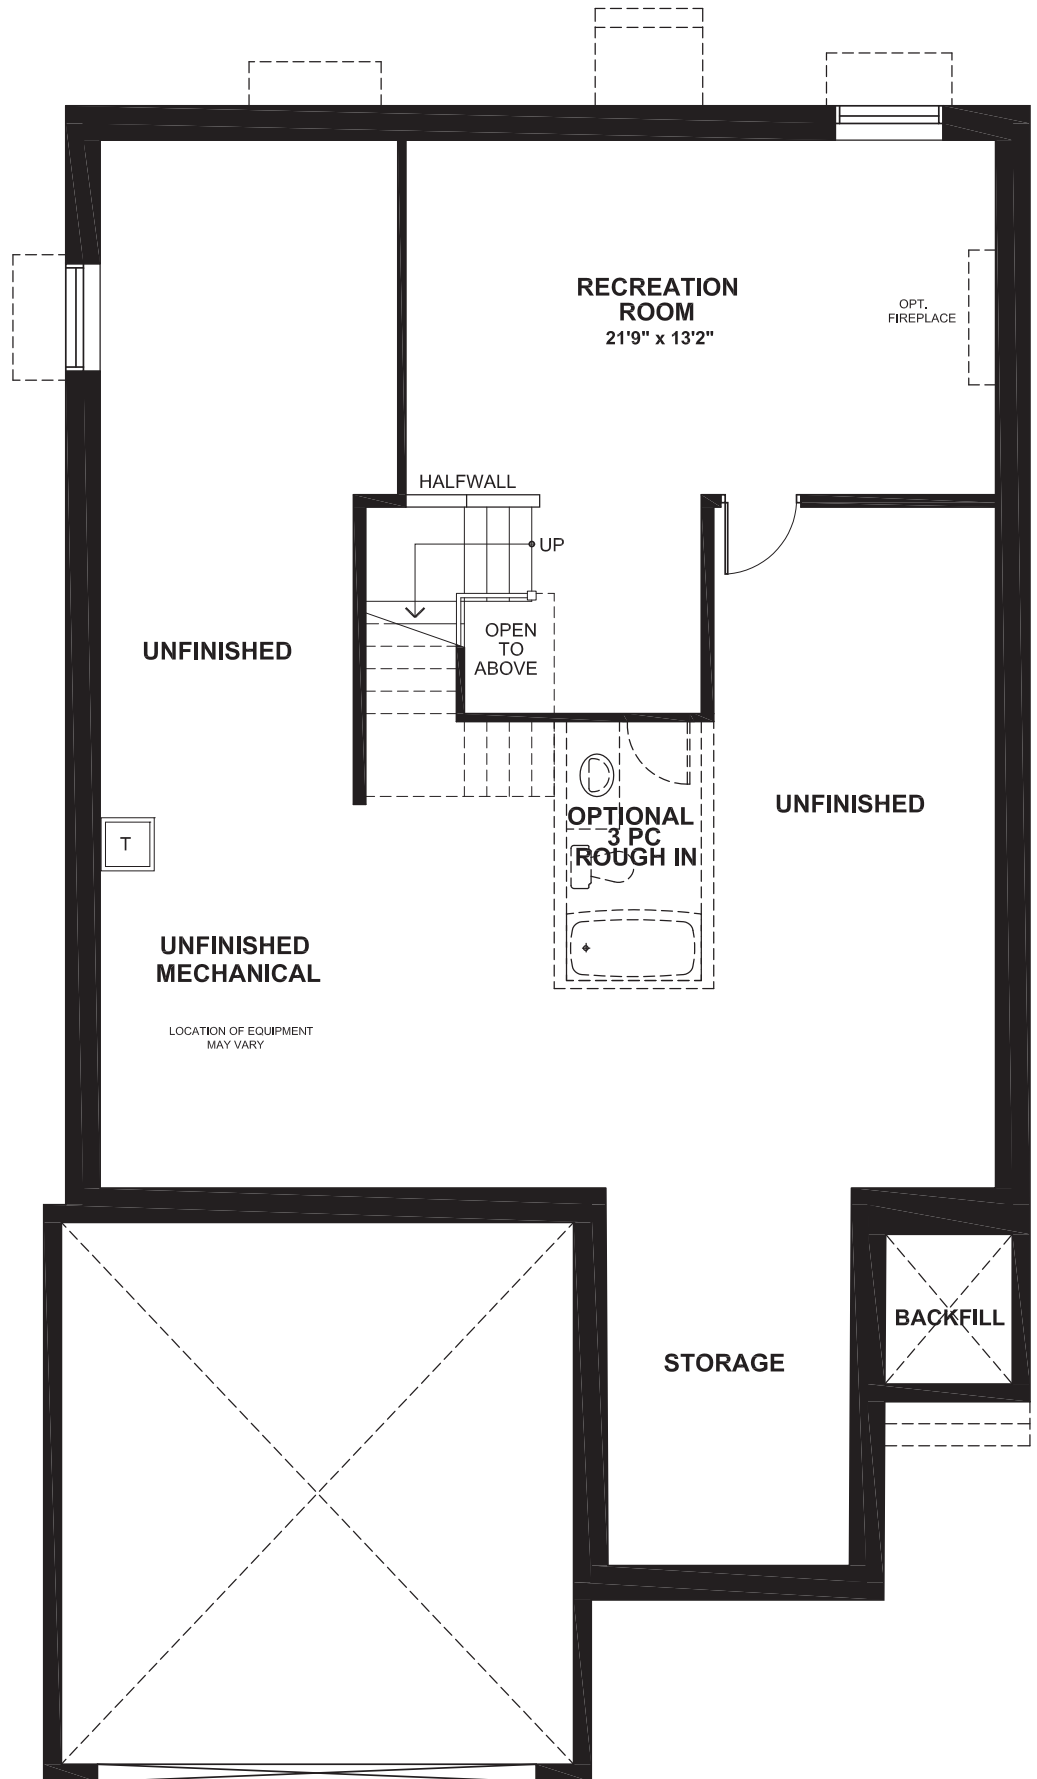 RECREATION
ROOM
21'9" x 13'2"
OPT.
FIREPLACE
HALFWALL
UP
OPEN
TO
ABOVE
UNFINISHED
UNFINISHED
OPTIONAL
3 PC
ROUGH IN
T
UNFINISHED
MECHANICAL
LOCATION OF EQUIPMENT
MAY VARY
BACKFILL
STORAGE